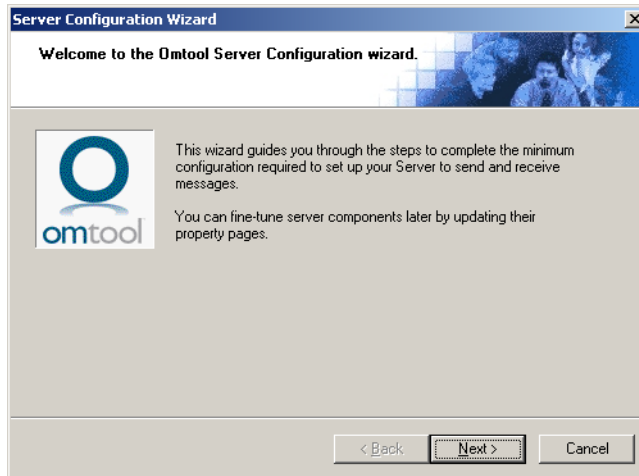 Server Configuration Wizard
Welcome to the Omtool Server Configuration wizard.
omtool
This wizard guides you through the steps to complete the minimum
configuration required to set up your Server to send and receive
messages.
You can fine-tune server components later by updating their
property pages.
< Back
Next >
Cancel